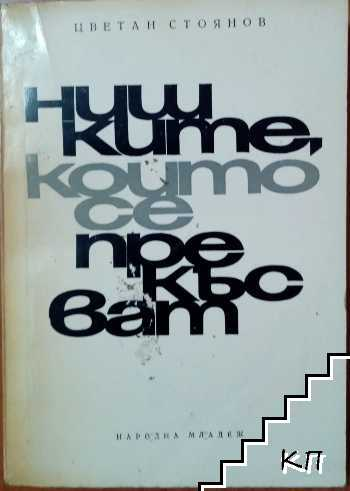 ЦВЕТАН СТОЯНОВ
ниш
ките,
които
се
пре
къс
ват
НАРОДНА МЛАДЕЖ
КП